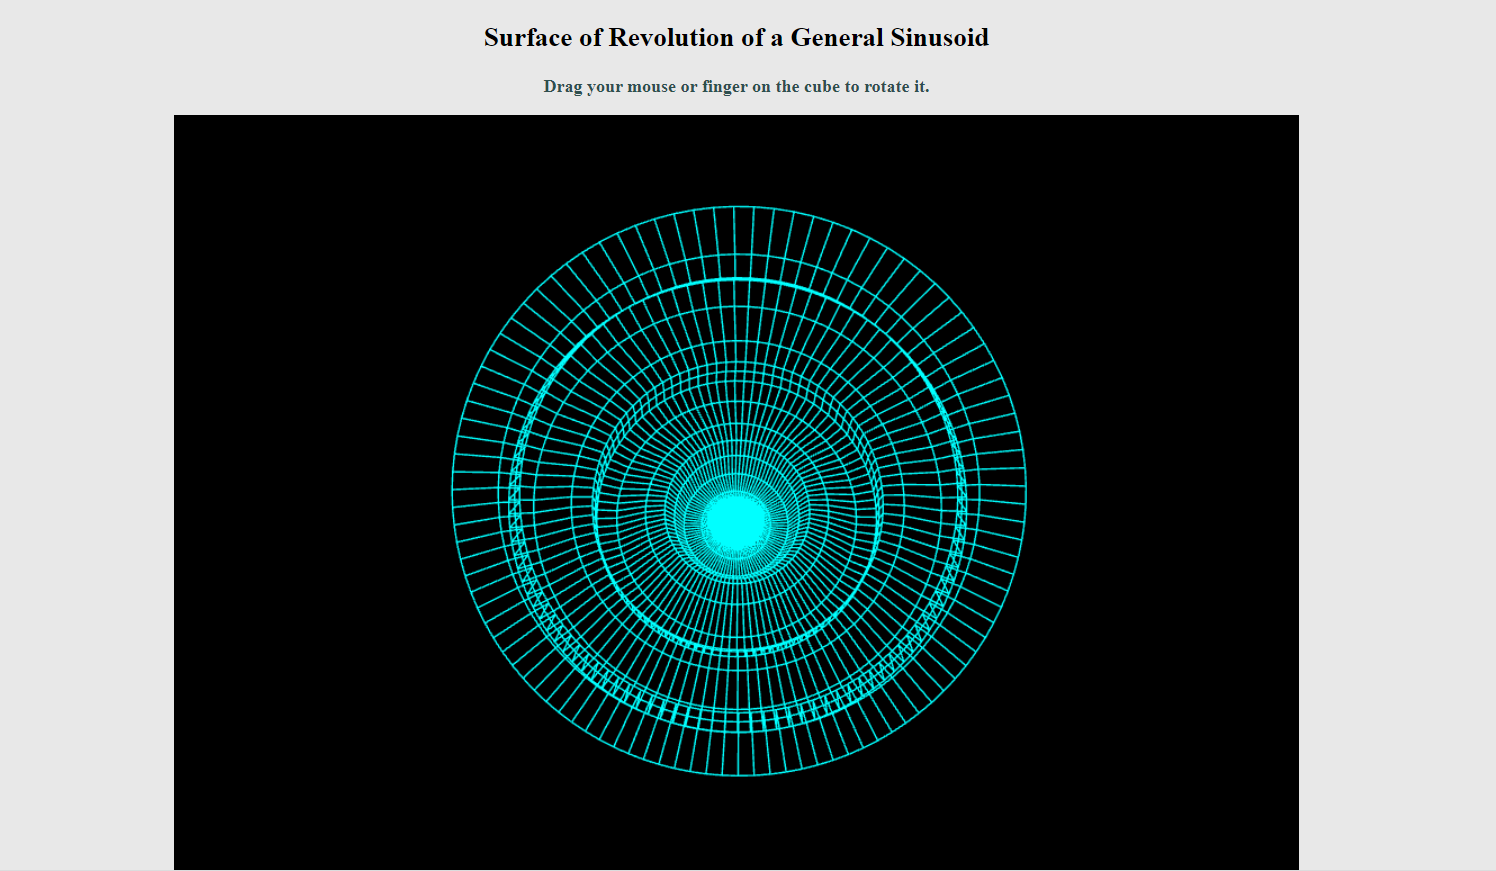 Surface of Revolution of a General Sinusoid
Drag your mouse or finger on the cube to rotate it.